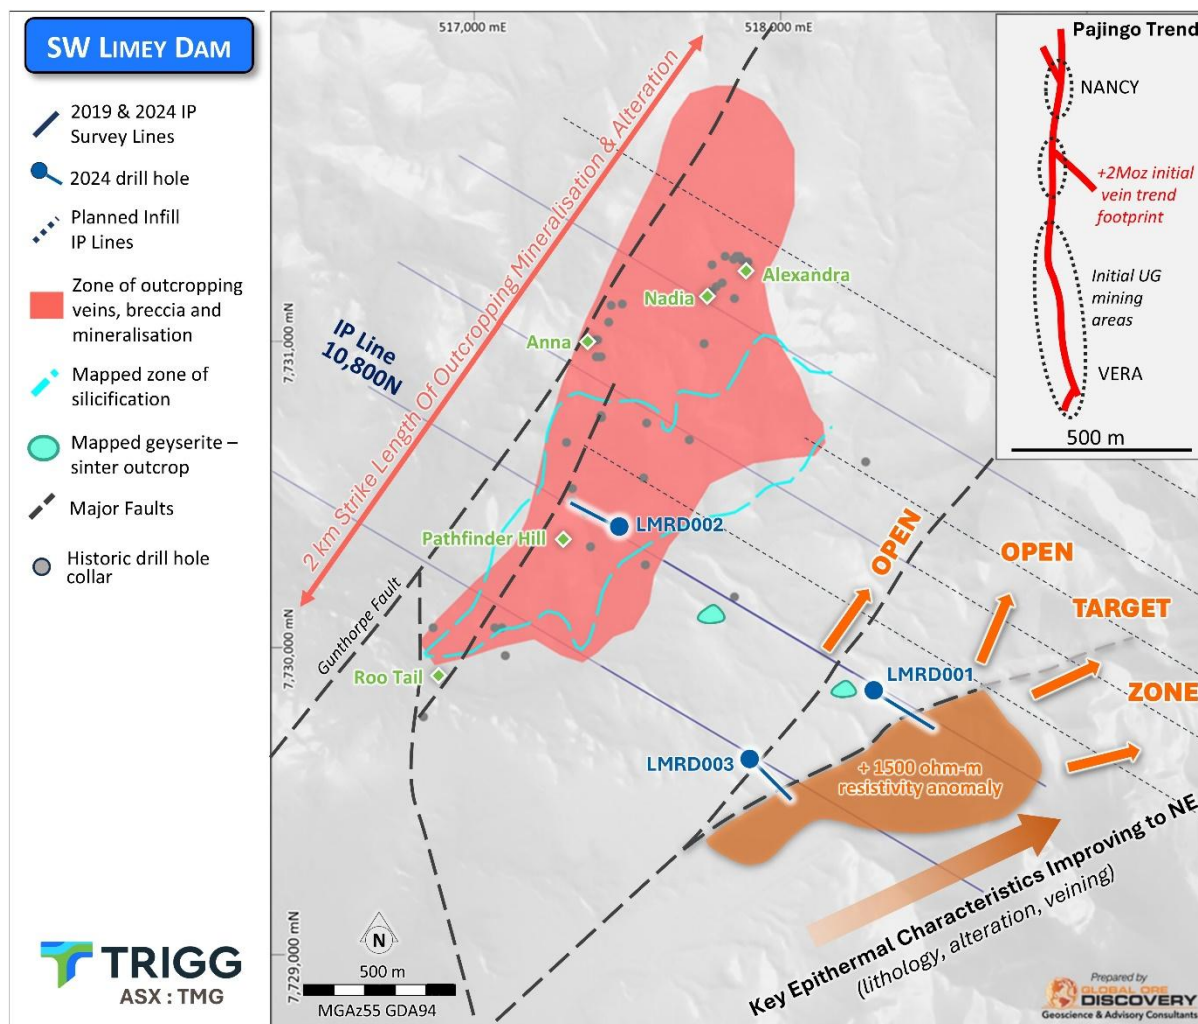 SW LIMEY DAM
2019 & 2024 IP
Survey Lines
2024 drill hole
Planned Infill
IP Lines
Zone of outcropping
veins, breccia and
mineralisation
Mapped zone of
silicification
Mapped geyserite –
sinter outcrop
Major Faults
Historic drill hole
collar
TRIGG
ASX : TMG
517,000 mE
518,000 mE
7,731,000 mN
7,730,000 mN
7,729,000 mN
2 km Strike Length Of Outcropping Mineralisation & Alteration
IP Line
10,800N
Alexandra
Nadia
Anna
LMRD002
Pathfinder Hill
Gunthorpe Fault
Roo Tail
OPEN
OPEN
TARGET
ZONE
LMRD001
LMRD003
+ 1500 ohm-m
resistivity anomaly
Key Epithermal Characteristics Improving to NE
(lithology, alteration, veining)
N
500 m
MGAz55 GDA94
Pajingo Trend
NANCY
+2Moz initial
vein trend
footprint
Initial UG
mining
areas
VERA
500 m
Prepared by
GLOBAL ORE
DISCOVERY
Geoscience & Advisory Consultants